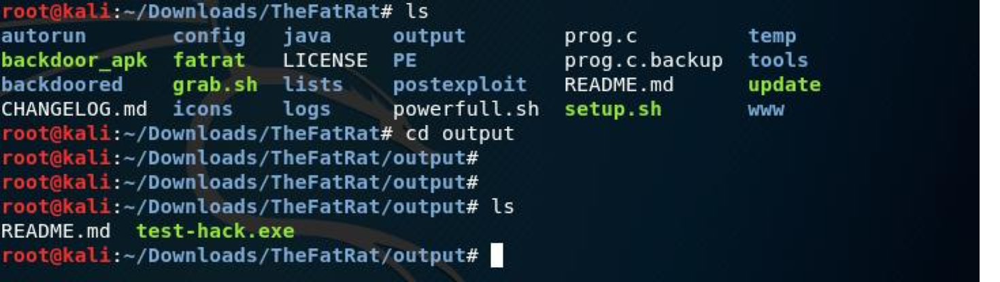 root@kali:~/Downloads/TheFatRat# ls
autorun config java output prog.c temp
backdoor_apk fatrat LICENSE PE prog.c.backup tools
backdoored grab.sh lists postexploit README.md update
CHANGELOG.md icons logs powerfull.sh setup.sh www
root@kali:~/Downloads/TheFatRat# cd output
root@kali:~/Downloads/TheFatRat/output#
root@kali:~/Downloads/TheFatRat/output#
root@kali:~/Downloads/TheFatRat/output# ls
README.md test-hack.exe
root@kali:~/Downloads/TheFatRat/output#